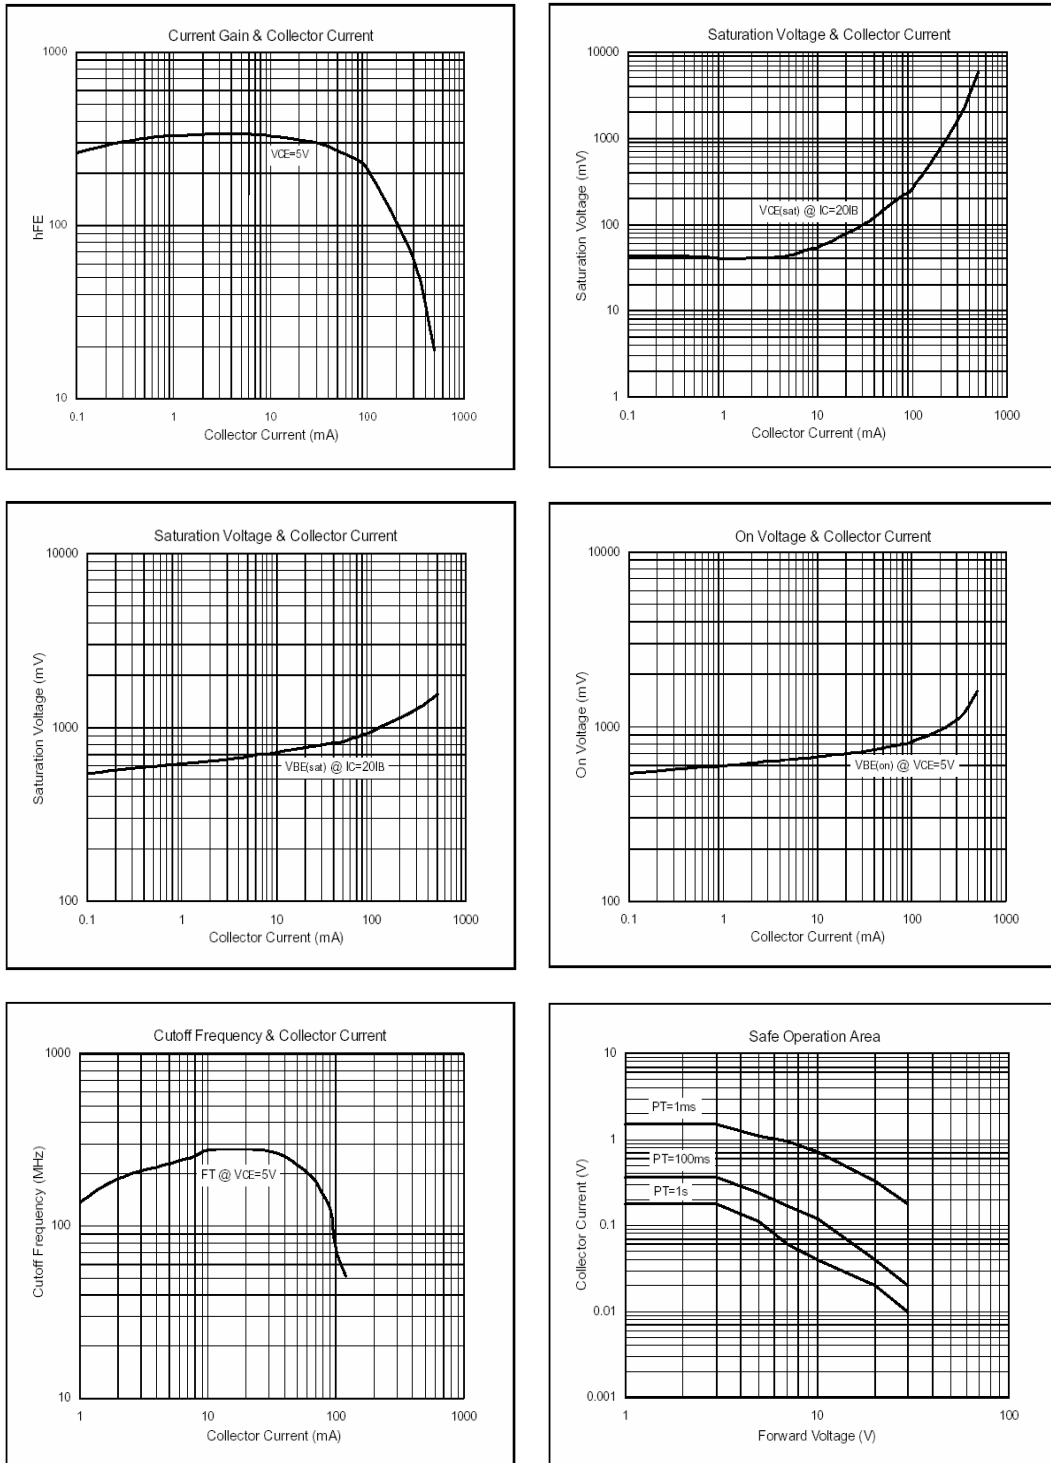 Current Gain & Collector Current
1000
100
10
hFE
VCE=5V
0.1 1 10 100 1000
Collector Current (mA)
Saturation Voltage & Collector Current
10000
1000
100
10
1
Saturation Voltage (mV)
VCE(sat) @ IC=20IB
0.1 1 10 100 1000
Collector Current (mA)
Saturation Voltage & Collector Current
10000
1000
100
Saturation Voltage (mV)
VBE(sat) @ IC=20IB
0.1 1 10 100 1000
Collector Current (mA)
On Voltage & Collector Current
10000
1000
100
On Voltage (mV)
VBE(on) @ VCE=5V
0.1 1 10 100 1000
Collector Current (mA)
Cutoff Frequency & Collector Current
1000
100
10
Cutoff Frequency (MHz)
FT @ VCE=5V
1 10 100 1000
Collector Current (mA)
Safe Operation Area
10
1
0.1
0.01
0.001
Collector Current (V)
PT=1ms
PT=100ms
PT=1s
1 10 100
Forward Voltage (V)